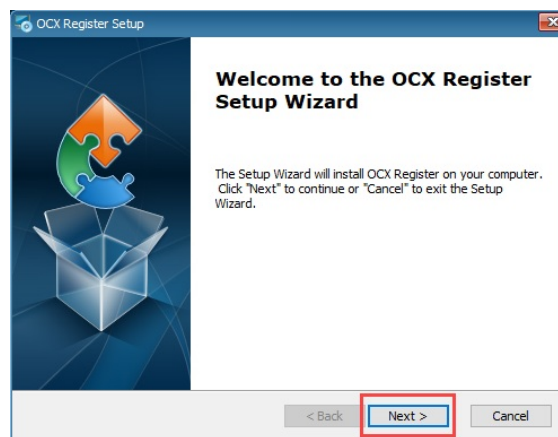 OCX Register Setup
Welcome to the OCX Register
Setup Wizard
The Setup Wizard will install OCX Register on your computer.
Click "Next" to continue or "Cancel" to exit the Setup
Wizard.
< Back Next > Cancel